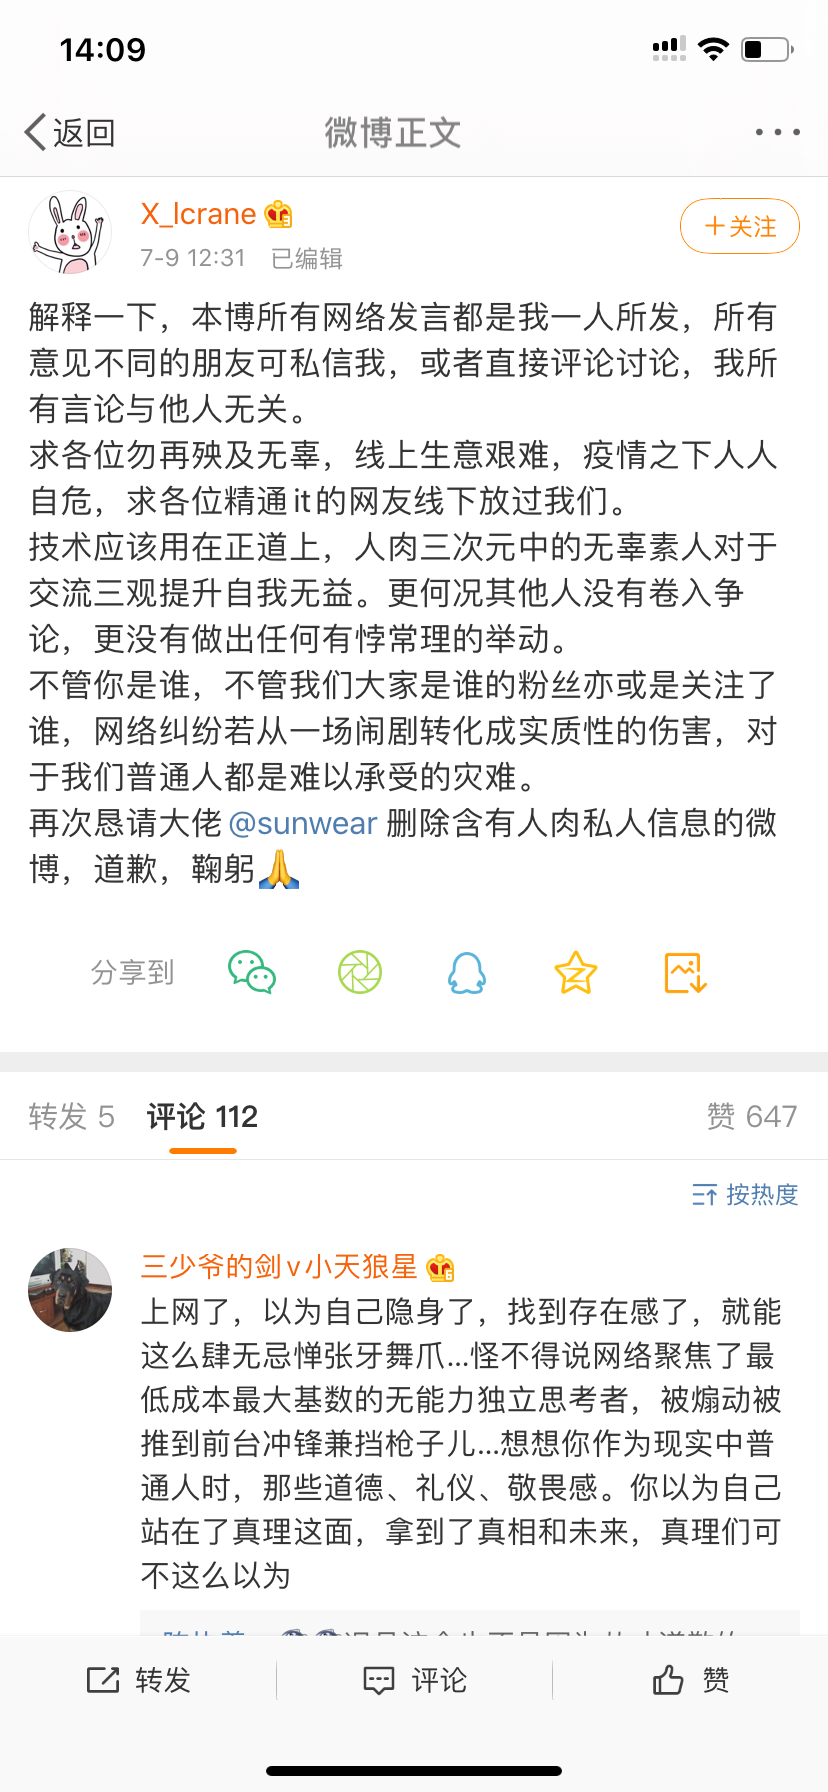 14:09
返回
微博正文
X_lcrane
7-9 12:31 已编辑
+关注
解释一下，本博所有网络发言都是我一人所发，所有
意见不同的朋友可私信我，或者直接评论讨论，我所
有言论与他人无关。
求各位勿再殃及无辜，线上生意艰难，疫情之下人人
自危，求各位精通it的网友线下放过我们。
技术应该用在正道上，人肉三次元中的无辜素人对于
交流三观提升自我无益。更何况其他人没有卷入争
论，更没有做出任何有悖常理的举动。
不管你是谁，不管我们大家是谁的粉丝亦或是关注了
谁，网络纠纷若从一场闹剧转化成实质性的伤害，对
于我们普通人都是难以承受的灾难。
再次恳请大佬@sunwear 删除含有人肉私人信息的微
博，道歉，鞠躬🙏
分享到
转发 5 评论 112 赞 647
按热度
三少爷的剑v小天狼星
上网了，以为自己隐身了，找到存在感了，就能
这么肆无忌惮张牙舞爪...怪不得说网络聚焦了最
低成本最大基数的无能力独立思考者，被煽动被
推到前台冲锋兼挡枪子儿...想想你作为现实中普
通人时，那些道德、礼仪、敬畏感。你以为自己
站在了真理这面，拿到了真相和未来，真理们可
不这么以为
转发 评论 赞